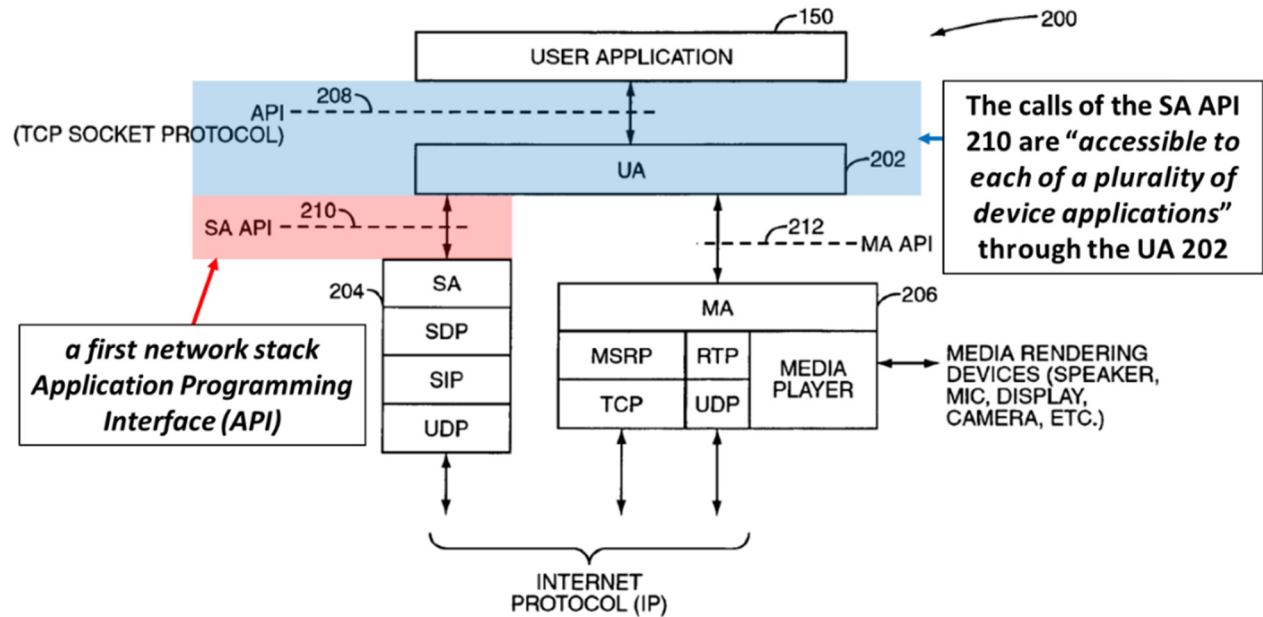 150
200
USER APPLICATION
208
API
(TCP SOCKET PROTOCOL)
The calls of the SA API
210 are “accessible to
each of a plurality of
device applications”
through the UA 202
UA
202
210
SA API
212
MA API
204
SA
SDP
SIP
UDP
206
MA
MSRP
RTP
TCP
UDP
MEDIA
PLAYER
MEDIA RENDERING
DEVICES (SPEAKER,
MIC, DISPLAY,
CAMERA, ETC.)
a first network stack
Application Programming
Interface (API)
INTERNET
PROTOCOL (IP)